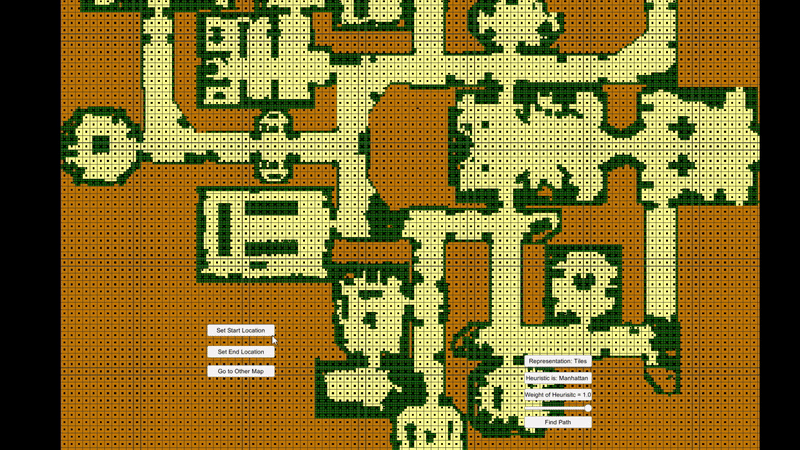 Set Start Location
Set End Location
Go to Other Map
Representation: Tiles
Heuristic is: Manhattan
Weight of Heurisitc = 1.0
Find Path